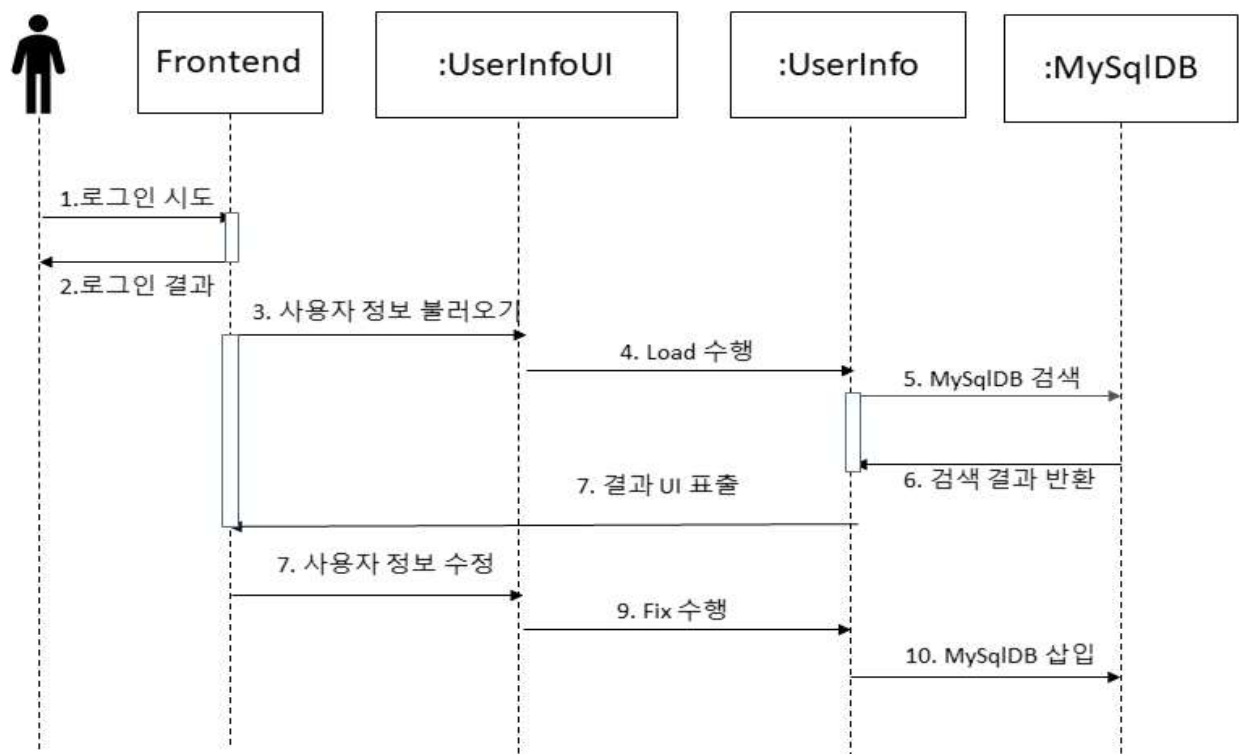 Frontend
:UserInfoUI
:UserInfo
:MySqlDB
1.로그인 시도
2.로그인 결과
3. 사용자 정보 불러오기
4. Load 수행
5. MySqlDB 검색
6. 검색 결과 반환
7. 결과 UI 표출
7. 사용자 정보 수정
9. Fix 수행
10. MySqlDB 삽입